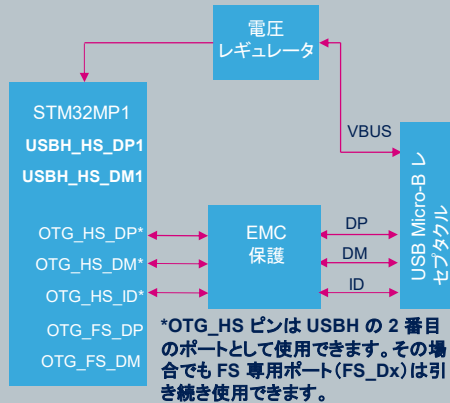 電圧
レギュレータ
STM32MP1
USBH_HS_DP1
USBH_HS_DM1
OTG_HS_DP*
OTG_HS_DM*
OTG_HS_ID*
OTG_FS_DP
OTG_FS_DM
EMC
保護
VBUS
DP
DM
ID
USB Micro-B レ
セプタクル
*OTG_HS ピンは USBH の 2 番目
のポートとして使用できます。その場
合でも FS 専用ポート(FS_Dx)は引
き続き使用できます。